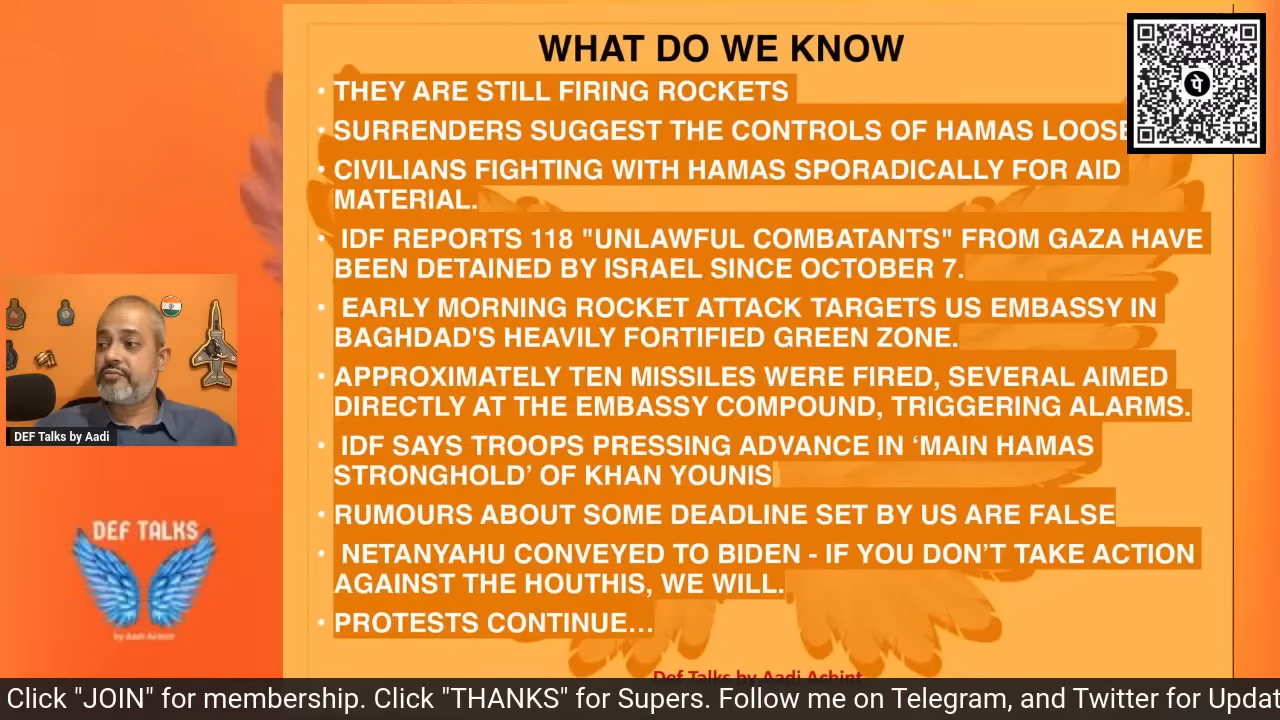 WHAT DO WE KNOW
• THEY ARE STILL FIRING ROCKETS
• SURRENDERS SUGGEST THE CONTROLS OF HAMAS LOOSE
• CIVILIANS FIGHTING WITH HAMAS SPORADICALLY FOR AID
MATERIAL.
• IDF REPORTS 118 "UNLAWFUL COMBATANTS" FROM GAZA HAVE
BEEN DETAINED BY ISRAEL SINCE OCTOBER 7.
• EARLY MORNING ROCKET ATTACK TARGETS US EMBASSY IN
BAGHDAD'S HEAVILY FORTIFIED GREEN ZONE.
• APPROXIMATELY TEN MISSILES WERE FIRED, SEVERAL AIMED
DIRECTLY AT THE EMBASSY COMPOUND, TRIGGERING ALARMS.
• IDF SAYS TROOPS PRESSING ADVANCE IN ‘MAIN HAMAS
STRONGHOLD’ OF KHAN YOUNIS
• RUMOURS ABOUT SOME DEADLINE SET BY US ARE FALSE
• NETANYAHU CONVEYED TO BIDEN - IF YOU DON’T TAKE ACTION
AGAINST THE HOUTHIS, WE WILL.
• PROTESTS CONTINUE...
पे
DEF Talks by Aadi
DEF TALKS
by Aadi Achint
Def Talks by Aadi Achint
Click "JOIN" for membership. Click "THANKS" for Supers. Follow me on Telegram, and Twitter for Updat